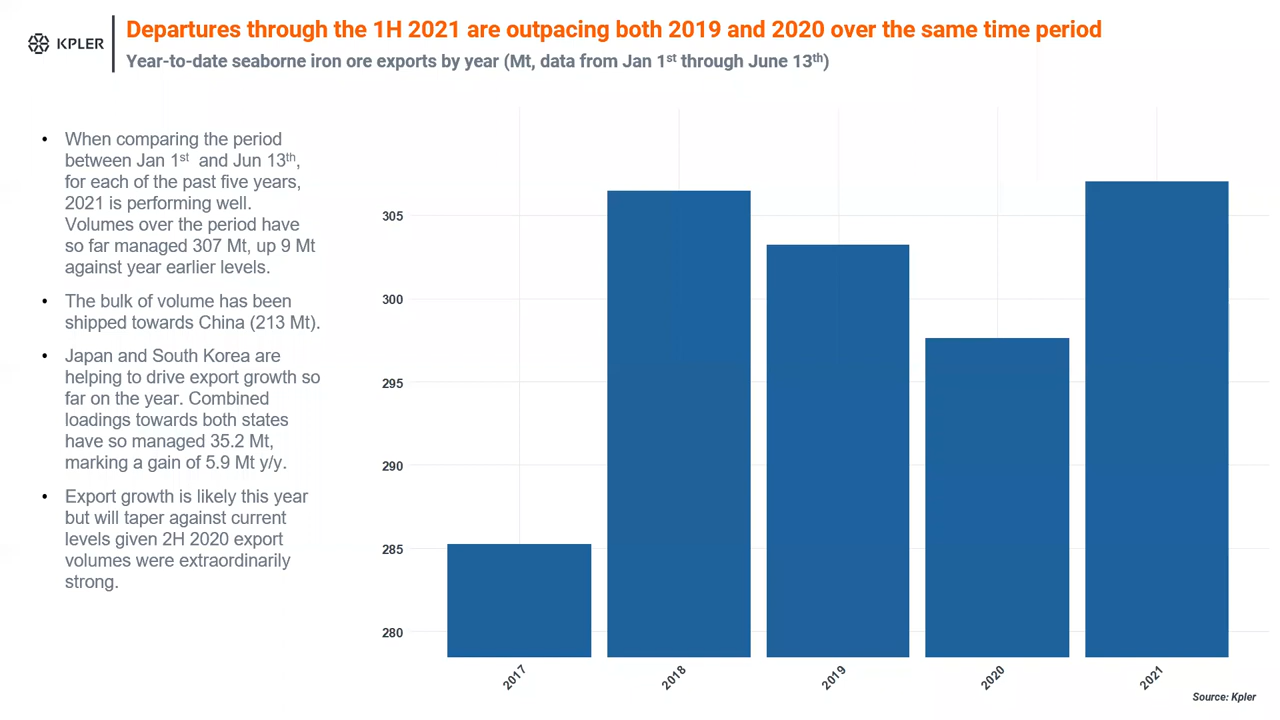 KPLER
Departures through the 1H 2021 are outpacing both 2019 and 2020 over the same time period
Year-to-date seaborne iron ore exports by year (Mt, data from Jan 1st through June 13th)
• When comparing the period
between Jan 1st and Jun 13th,
for each of the past five years,
2021 is performing well.
Volumes over the period have
so far managed 307 Mt, up 9 Mt
against year earlier levels.
• The bulk of volume has been
shipped towards China (213 Mt).
• Japan and South Korea are
helping to drive export growth so
far on the year. Combined
loadings towards both states
have so managed 35.2 Mt,
marking a gain of 5.9 Mt y/y.
• Export growth is likely this year
but will taper against current
levels given 2H 2020 export
volumes were extraordinarily
strong.
305
300
295
290
285
280
2017
2018
2019
2020
2021
Source: Kpler